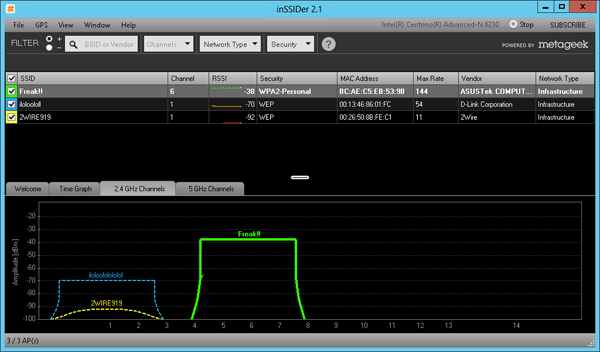 inSSIDer 2.1
File GPS View Window Help Intel(R) Centrino(R) Advanced-N 6230 Stop SUBSCRIBE
FILTER + - SSID or Vendor Channels Network Type Security ? POWERED BY metageek
SSID Channel RSSI Security MAC Address Max Rate Vendor Network Type
Freak!! 6 -38 WPA2-Personal BC:AE:C5:EB:53:9B 144 ASUSTek COMPUT... Infrastructure
1 -70 WEP 00:13:46:86:01:FC 54 D-Link Corporation Infrastructure
2WIRE919 1 -92 WEP 00:26:50:8B:FE:C1 11 2Wire Infrastructure
Welcome Time Graph 2.4 GHz Channels 5 GHz Channels
Amplitude [dBm]
-20
-30
-40
-50
-60
-70
-80
-90
-100
Freak!!
2WIRE919
1 2 3 4 5 6 7 8 9 10 11 12 13 14
3 / 3 AP(s)